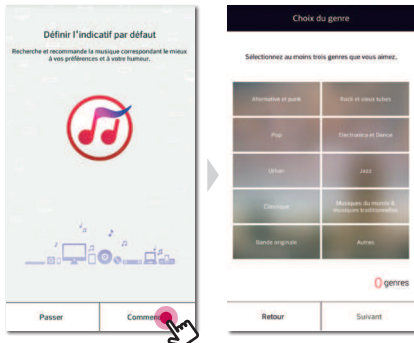 Définir l'indicatif par défaut
Recherche et recommande la musique correspondant le mieux
à vos préférences et à votre humeur.
Passer
Commen
Choix du genre
Sélectionnez au moins trois genres que vous aimez.
Alternative et punk
Rock et vieux tubes
Pop
Electronica et Dance
Urban
Jazz
Classique
Musiques du monde &
musiques traditionnelles
Bande originale
Autres
0 genres
Retour
Suivant